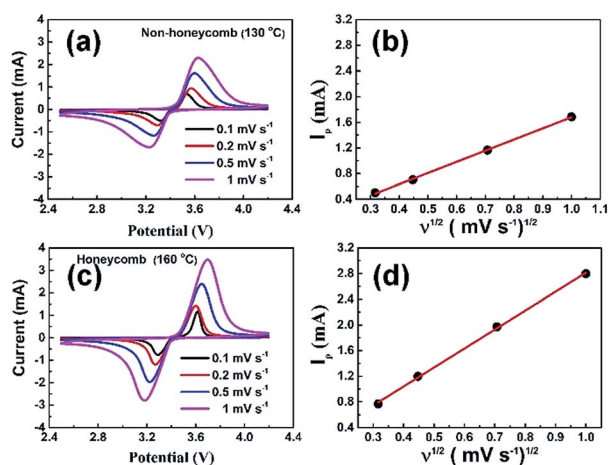 (a)
Non-honeycomb (130 °C)
Current (mA)
4
3
2
1
0
-1
-2
-3
-4
0.1 mV s⁻¹
0.2 mV s⁻¹
0.5 mV s⁻¹
1 mV s⁻¹
2.4 2.8 3.2 3.6 4.0 4.4
Potential (V)
(b)
Iₚ (mA)
2.8
2.4
2.0
1.6
1.2
0.8
0.4
0.3 0.4 0.5 0.6 0.7 0.8 0.9 1.0 1.1
ν¹/² ( mV s⁻¹)¹/²
(c)
Honeycomb (160 °C)
Current (mA)
4
3
2
1
0
-1
-2
-3
-4
0.1 mV s⁻¹
0.2 mV s⁻¹
0.5 mV s⁻¹
1 mV s⁻¹
2.4 2.8 3.2 3.6 4.0 4.4
Potential (V)
(d)
Iₚ (mA)
3.2
2.8
2.4
2.0
1.6
1.2
0.8
0.4
0.3 0.4 0.5 0.6 0.7 0.8 0.9 1.0 1.1
ν¹/² ( mV s⁻¹)¹/²